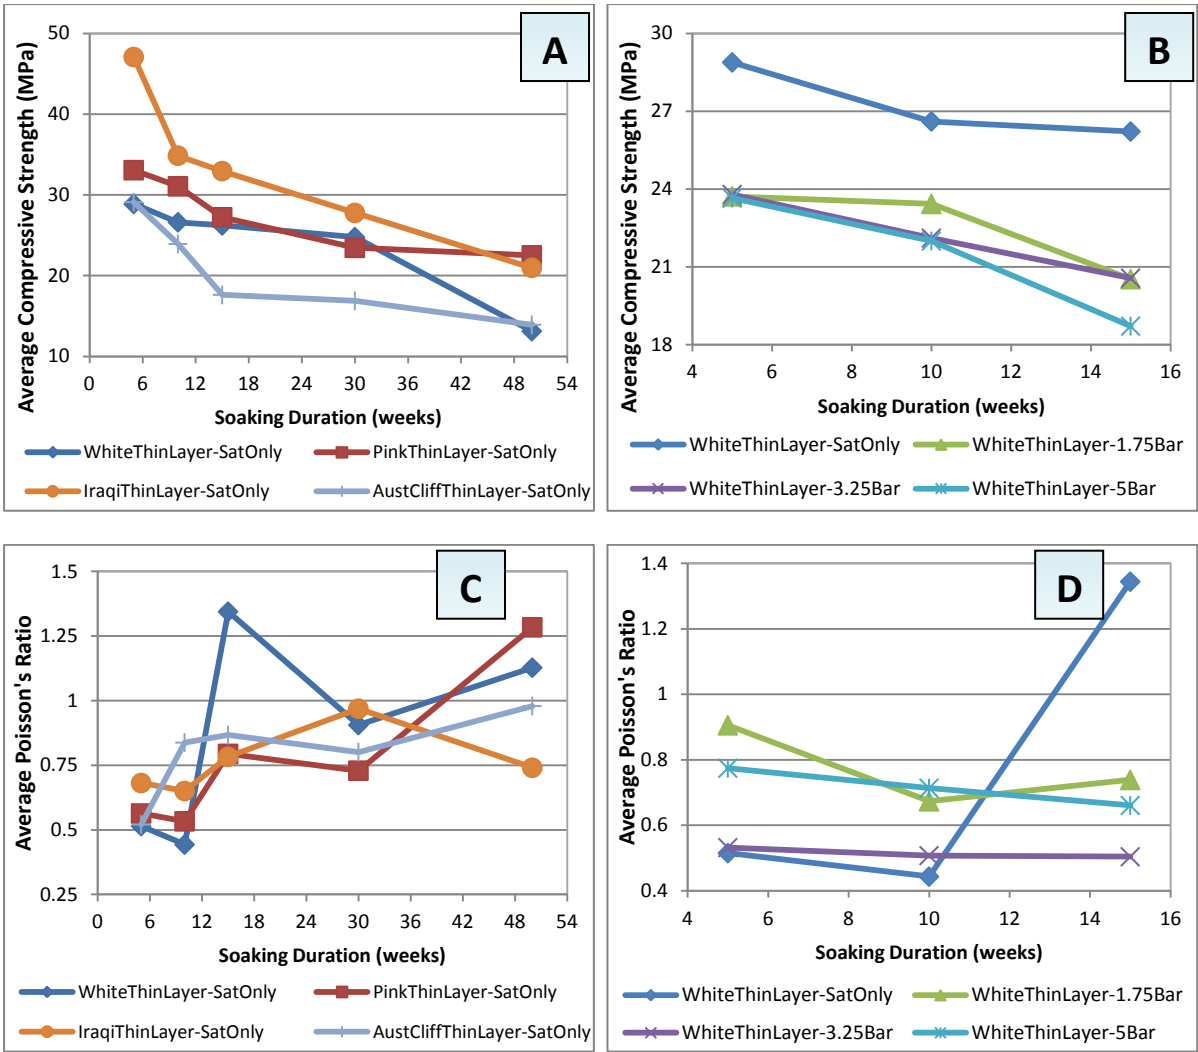 A
Average Compressive Strength (MPa)
50
40
30
20
10
0 6 12 18 24 30 36 42 48 54
Soaking Duration (weeks)
WhiteThinLayer-SatOnly PinkThinLayer-SatOnly
IraqiThinLayer-SatOnly AustCliffThinLayer-SatOnly
B
Average Compressive Strength (MPa)
30
27
24
21
18
4 6 8 10 12 14 16
Soaking Duration (weeks)
WhiteThinLayer-SatOnly WhiteThinLayer-1.75Bar
WhiteThinLayer-3.25Bar WhiteThinLayer-5Bar
C
Average Poisson's Ratio
1.5
1.25
1
0.75
0.5
0.25
0 6 12 18 24 30 36 42 48 54
Soaking Duration (weeks)
WhiteThinLayer-SatOnly PinkThinLayer-SatOnly
IraqiThinLayer-SatOnly AustCliffThinLayer-SatOnly
D
Average Poisson's Ratio
1.4
1.2
1
0.8
0.6
0.4
4 6 8 10 12 14 16
Soaking Duration (weeks)
WhiteThinLayer-SatOnly WhiteThinLayer-1.75Bar
WhiteThinLayer-3.25Bar WhiteThinLayer-5Bar